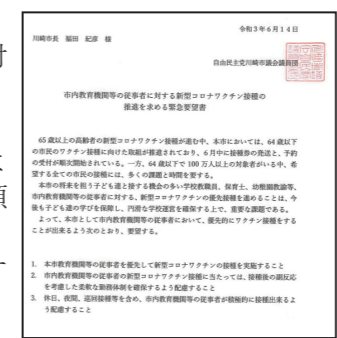 令和3年6月14日
川崎市長 福田 紀彦 様
自由民主党川崎市議会議員団
市内教育機関等の従事者に対する新型コロナワクチン接種の
推進を求める緊急要望書
65歳以上の高齢者の新型コロナワクチン接種が進む中、本市においては、64歳以下
の市民のワクチン接種に向けた取組が推進されており、6月中に接種券の発送と、予約
の受付が順次開始されている。一方、64歳以下で100万人以上の対象者がいる中、希
望する全ての市民の接種には、多くの課題と時間を要する。
本市の将来を担う子ども達と接する機会の多い学校教職員、保育士、幼稚園教諭等、
市内教育機関等の従事者に対する、新型コロナワクチンの優先接種を進めることは、今
後も子ども達の学びを保障し、円滑な学校運営を確保する上で、重要な課題である。
よって、本市として市内教育機関等の従事者において、優先的にワクチン接種をする
ことが出来るよう次のとおり、要望する。
1. 本市教育機関等の従事者を優先して新型コロナワクチンの接種を実施すること
2. 市内教育機関等の従事者の新型コロナワクチン接種に当たっては、接種後の副反応
を考慮した柔軟な勤務体制を確保するよう配慮すること
3. 休日、夜間、巡回接種等を含め、市内教育機関等の従事者が積極的に接種出来るよ
う配慮すること